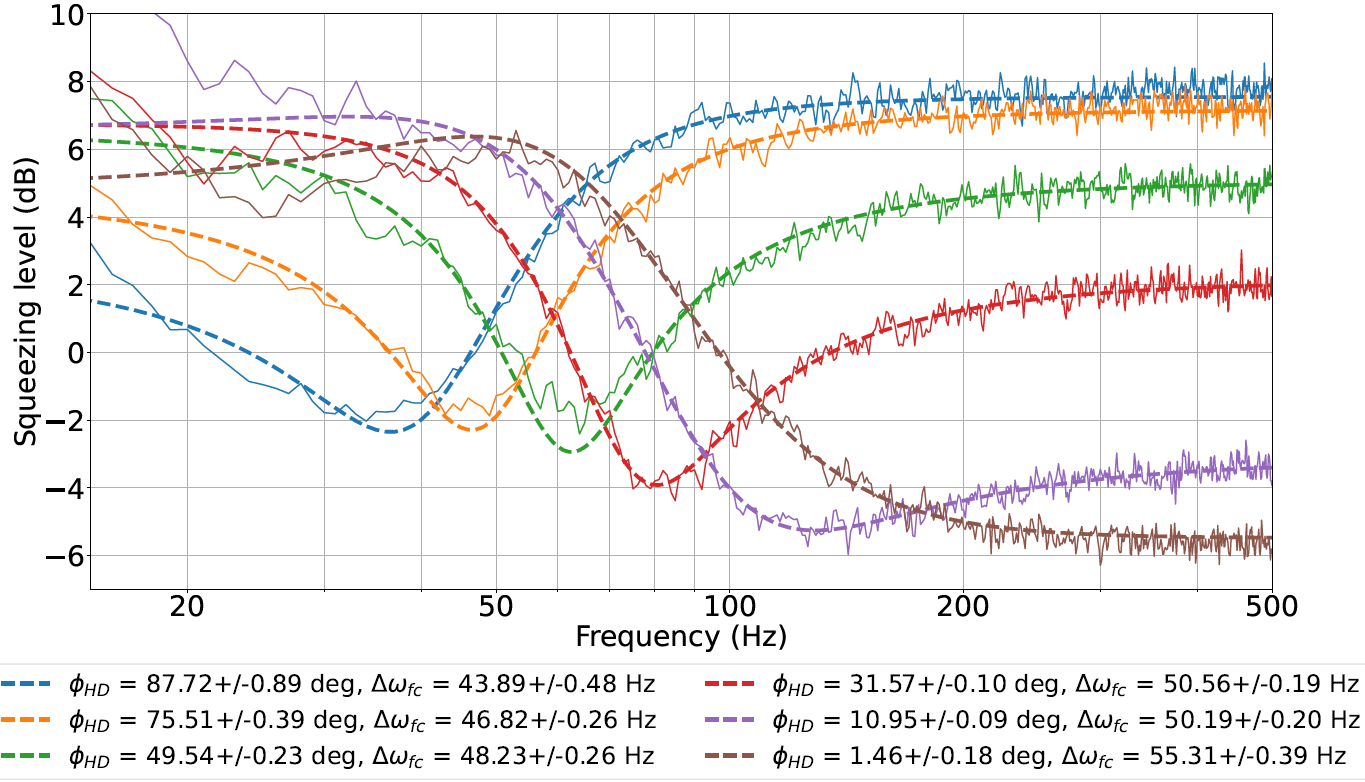 10
8
6
4
2
0
−2
−4
−6
Squeezing level (dB)
20 50 100 200 500
Frequency (Hz)
ϕHD = 87.72+/-0.89 deg, Δωfc = 43.89+/-0.48 Hz
ϕHD = 75.51+/-0.39 deg, Δωfc = 46.82+/-0.26 Hz
ϕHD = 49.54+/-0.23 deg, Δωfc = 48.23+/-0.26 Hz
ϕHD = 31.57+/-0.10 deg, Δωfc = 50.56+/-0.19 Hz
ϕHD = 10.95+/-0.09 deg, Δωfc = 50.19+/-0.20 Hz
ϕHD = 1.46+/-0.18 deg, Δωfc = 55.31+/-0.39 Hz